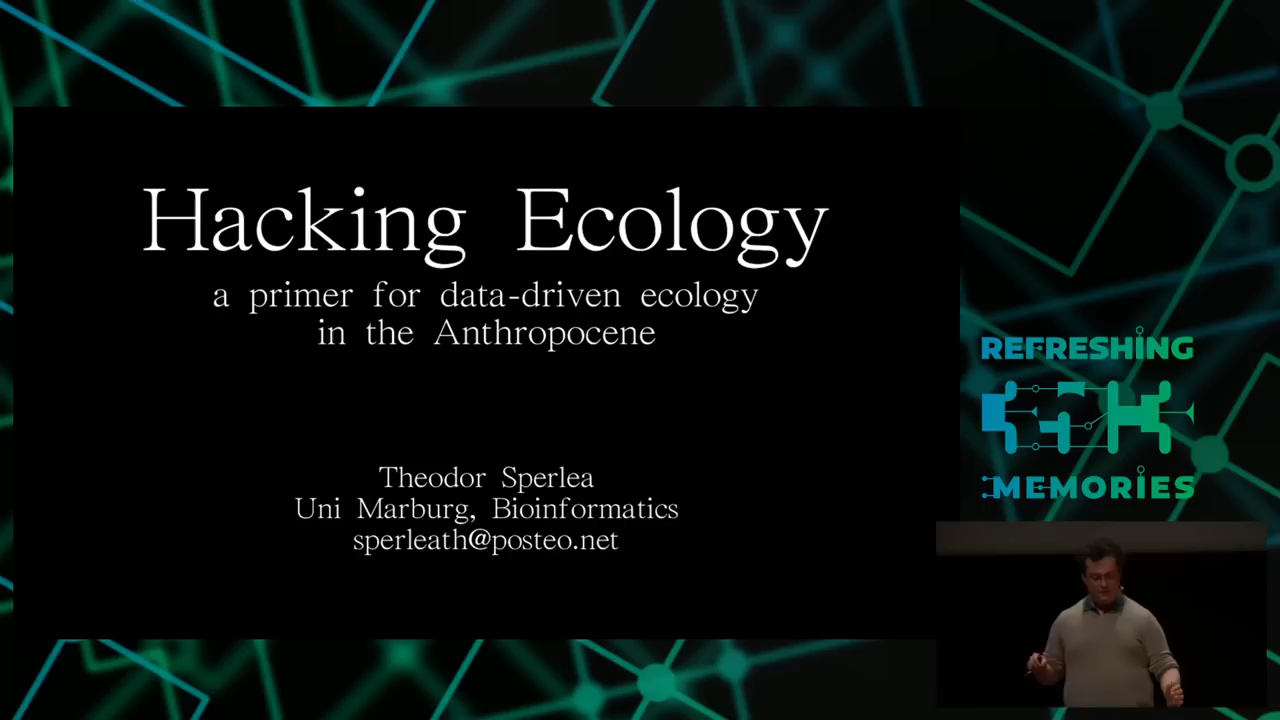 Hacking Ecology
a primer for data-driven ecology
in the Anthropocene
Theodor Sperlea
Uni Marburg, Bioinformatics
sperleath@posteo.net
REFRESHING
MEMORIES